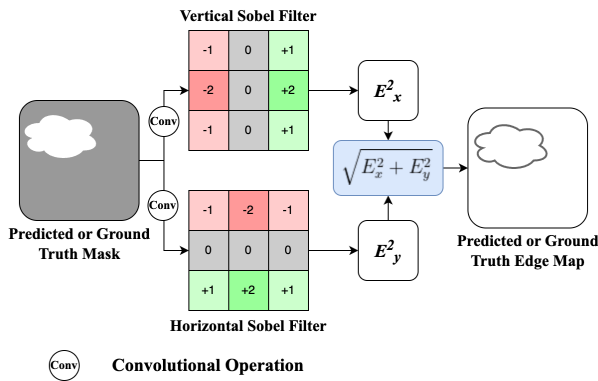 Vertical Sobel Filter
-1 0 +1
-2 0 +2
-1 0 +1
Conv
E²ₓ
√(E²ₓ + E²ᵧ)
Predicted or Ground
Truth Mask
Conv
-1 -2 -1
0 0 0
+1 +2 +1
E²ᵧ
Predicted or Ground
Truth Edge Map
Horizontal Sobel Filter
Conv Convolutional Operation